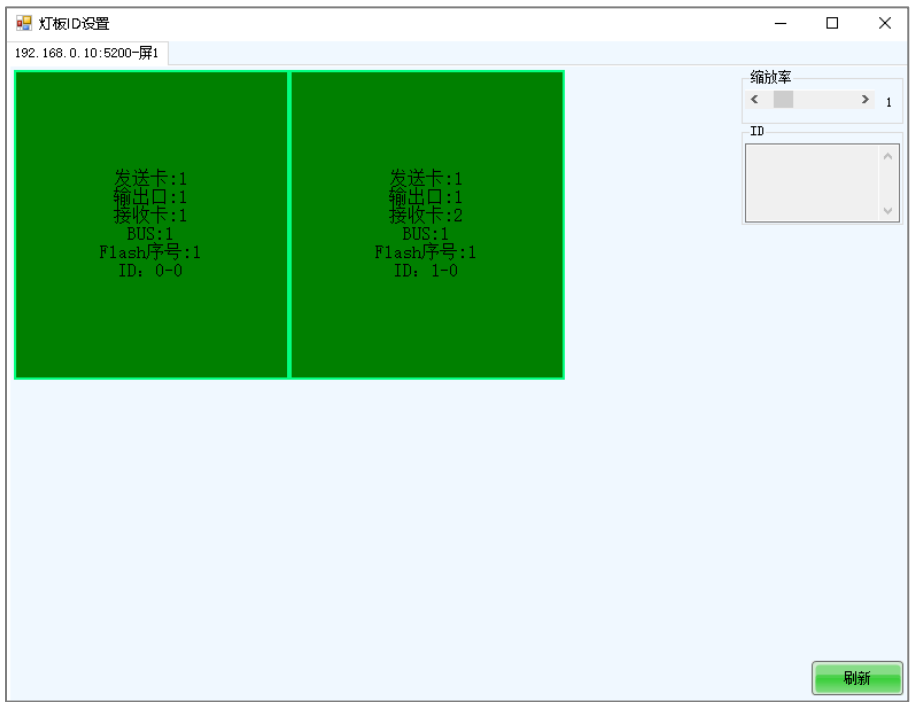 灯板ID设置
192.168.0.10:5200-屏1
缩放率
1
ID
发送卡:1
输出口:1
接收卡:1
BUS:1
Flash序号:1
ID: 0-0
发送卡:1
输出口:1
接收卡:2
BUS:1
Flash序号:1
ID: 1-0
刷新